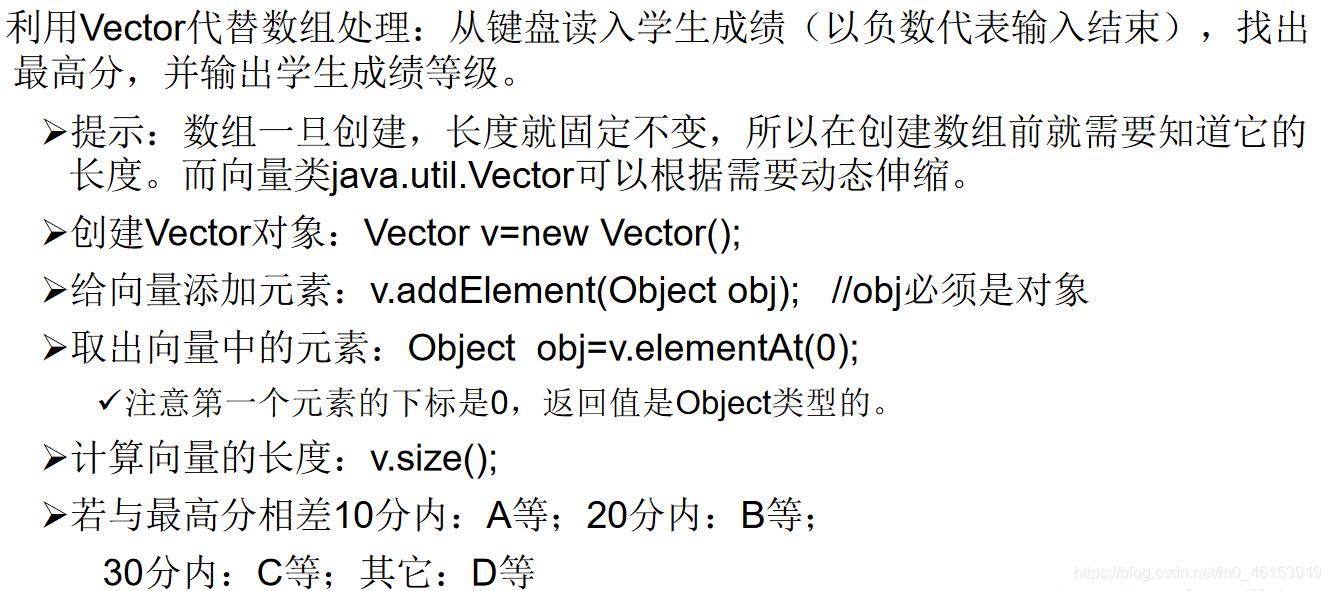 利用Vector代替数组处理：从键盘读入学生成绩（以负数代表输入结束），找出
最高分，并输出学生成绩等级。
➢提示：数组一旦创建，长度就固定不变，所以在创建数组前就需要知道它的
长度。而向量类java.util.Vector可以根据需要动态伸缩。
➢创建Vector对象：Vector v=new Vector();
➢给向量添加元素：v.addElement(Object obj); //obj必须是对象
➢取出向量中的元素：Object obj=v.elementAt(0);
✓注意第一个元素的下标是0，返回值是Object类型的。
➢计算向量的长度：v.size();
➢若与最高分相差10分内：A等；20分内：B等；
30分内：C等；其它：D等
https://blog.csdn.net/m0_46153949